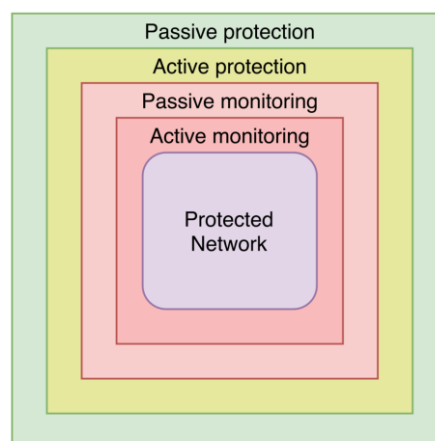 Passive protection
Active protection
Passive monitoring
Active monitoring
Protected
Network